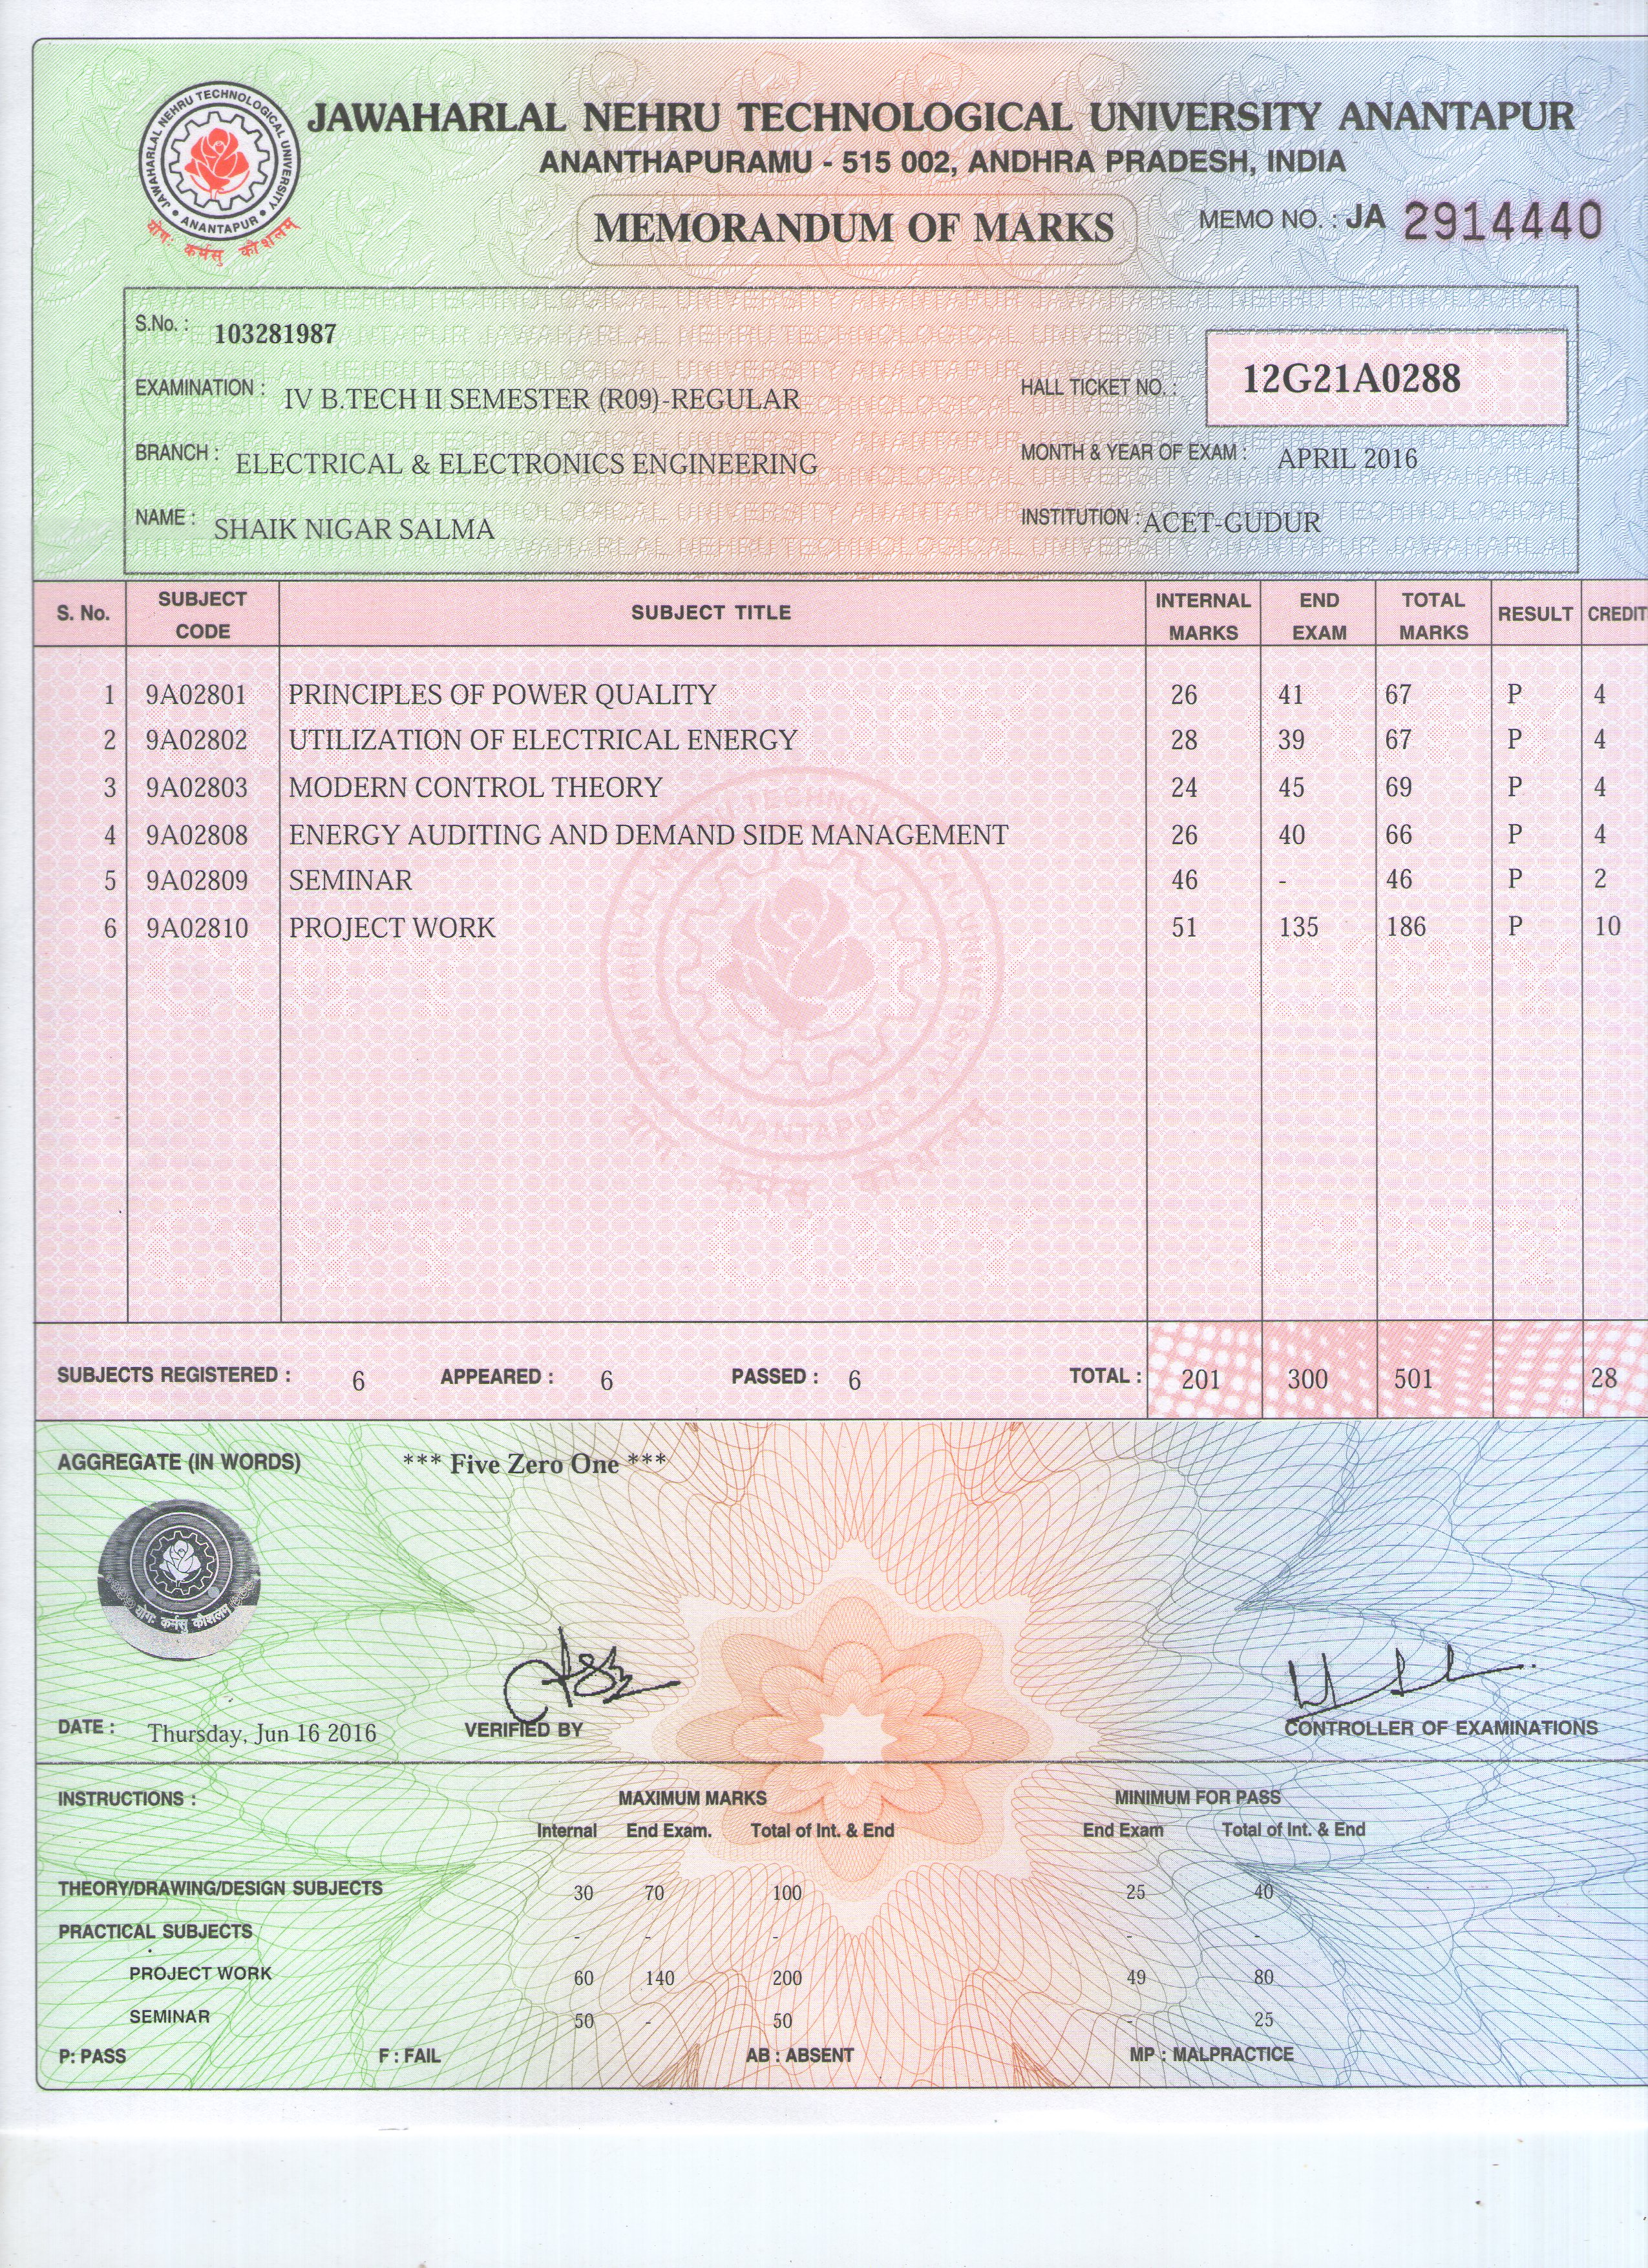 JAWAHARLAL NEHRU TECHNOLOGICAL UNIVERSITY ANANTAPUR
ANANTHAPURAMU - 515 002, ANDHRA PRADESH, INDIA
JAWAHARLAL NEHRU TECHNOLOGICAL UNIVERSITY • ANANTAPUR •
योगः कर्मसु कौशलम्
MEMORANDUM OF MARKS
MEMO NO. : JA 2914440
S.No. : 103281987
EXAMINATION : IV B.TECH II SEMESTER (R09)-REGULAR
HALL TICKET NO. : 12G21A0288
BRANCH : ELECTRICAL & ELECTRONICS ENGINEERING
MONTH & YEAR OF EXAM : APRIL 2016
NAME : SHAIK NIGAR SALMA
INSTITUTION : ACET-GUDUR
S. No. SUBJECT CODE SUBJECT TITLE INTERNAL MARKS END EXAM TOTAL MARKS RESULT CREDIT
1 9A02801 PRINCIPLES OF POWER QUALITY 26 41 67 P 4
2 9A02802 UTILIZATION OF ELECTRICAL ENERGY 28 39 67 P 4
3 9A02803 MODERN CONTROL THEORY 24 45 69 P 4
4 9A02808 ENERGY AUDITING AND DEMAND SIDE MANAGEMENT 26 40 66 P 4
5 9A02809 SEMINAR 46 - 46 P 2
6 9A02810 PROJECT WORK 51 135 186 P 10
SUBJECTS REGISTERED : 6 APPEARED : 6 PASSED : 6 TOTAL : 201 300 501 28
AGGREGATE (IN WORDS) *** Five Zero One ***
योगः कर्मसु कौशलम्
DATE : Thursday, Jun 16 2016
VERIFIED BY
CONTROLLER OF EXAMINATIONS
INSTRUCTIONS : MAXIMUM MARKS MINIMUM FOR PASS
Internal End Exam. Total of Int. & End End Exam Total of Int. & End
THEORY/DRAWING/DESIGN SUBJECTS 30 70 100 25 40
PRACTICAL SUBJECTS - - - - -
PROJECT WORK 60 140 200 49 80
SEMINAR 50 - 50 - 25
P: PASS F : FAIL AB : ABSENT MP : MALPRACTICE